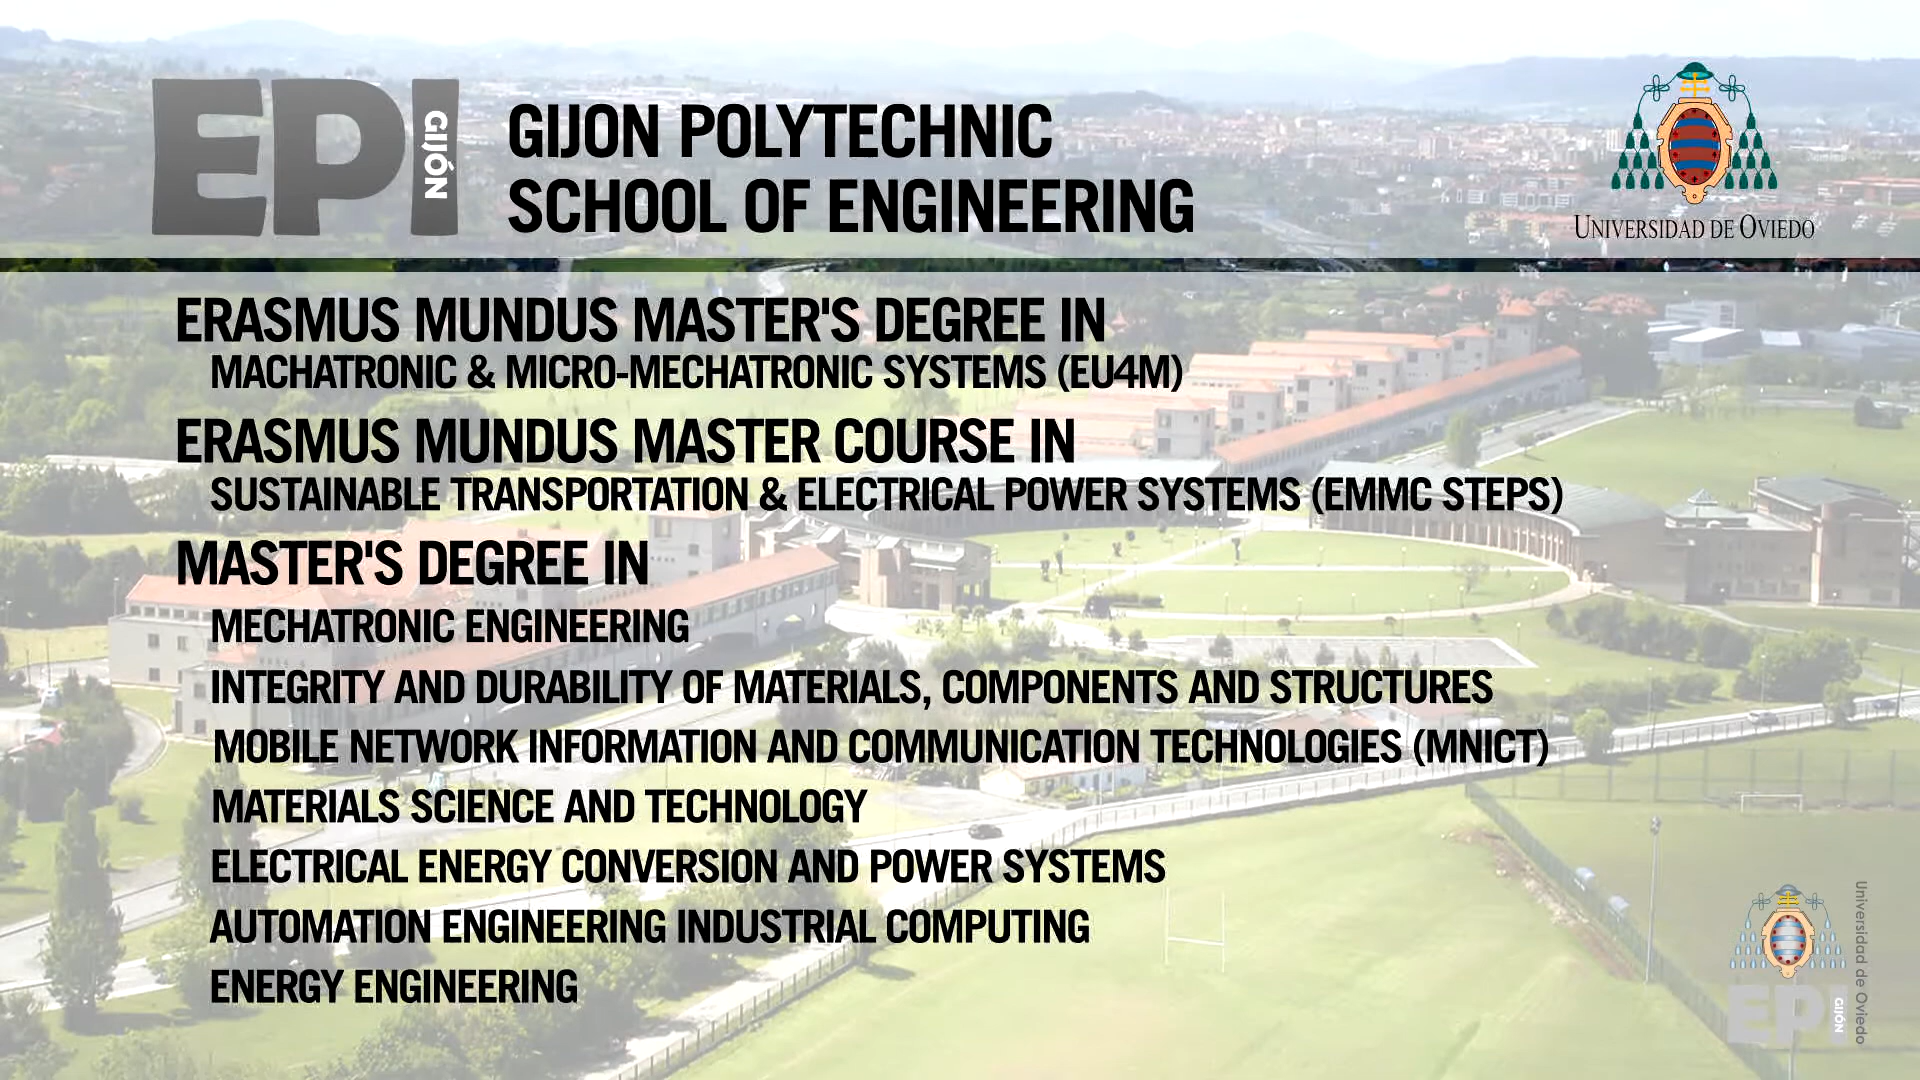 EPI GIJÓN
GIJON POLYTECHNIC
SCHOOL OF ENGINEERING
UNIVERSIDAD DE OVIEDO
ERASMUS MUNDUS MASTER'S DEGREE IN
MACHATRONIC & MICRO-MECHATRONIC SYSTEMS (EU4M)
ERASMUS MUNDUS MASTER COURSE IN
SUSTAINABLE TRANSPORTATION & ELECTRICAL POWER SYSTEMS (EMMC STEPS)
MASTER'S DEGREE IN
MECHATRONIC ENGINEERING
INTEGRITY AND DURABILITY OF MATERIALS, COMPONENTS AND STRUCTURES
MOBILE NETWORK INFORMATION AND COMMUNICATION TECHNOLOGIES (MNICT)
MATERIALS SCIENCE AND TECHNOLOGY
ELECTRICAL ENERGY CONVERSION AND POWER SYSTEMS
AUTOMATION ENGINEERING INDUSTRIAL COMPUTING
ENERGY ENGINEERING
EPI GIJÓN
Universidad de Oviedo